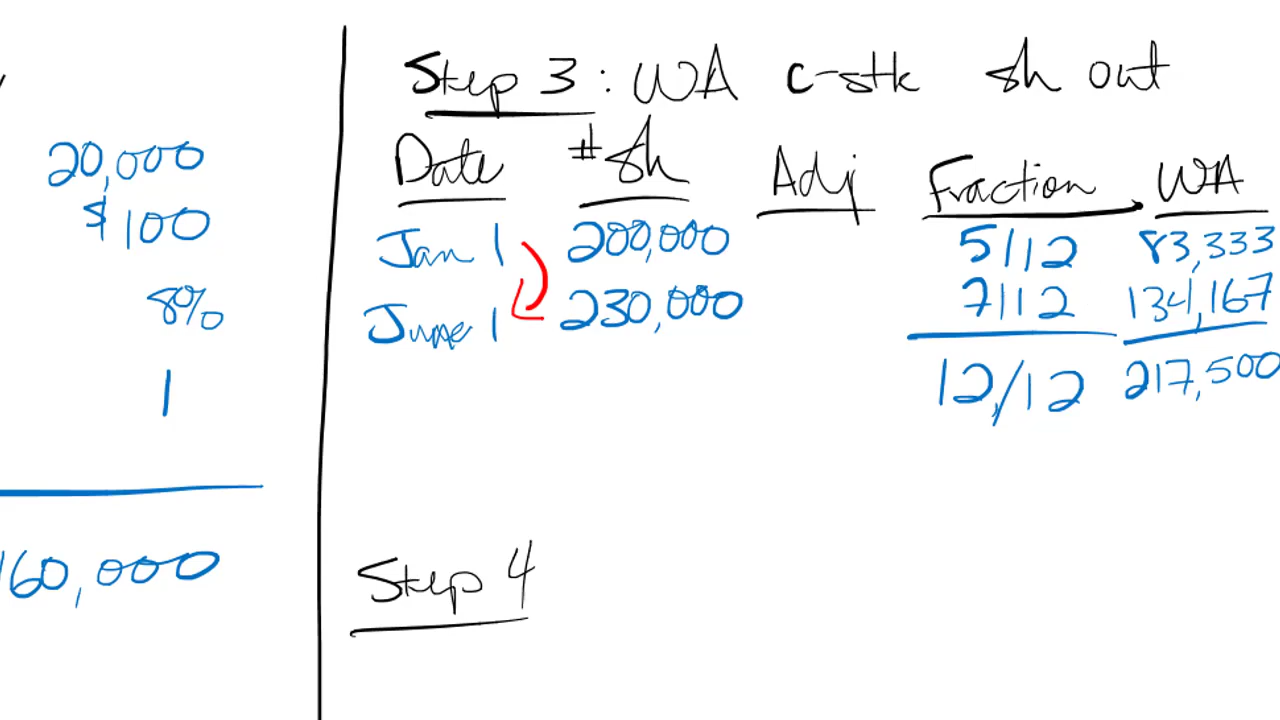 20,000
$100
8%
1
160,000
Step 3: WA c-stk sh out
Date #sh Adj Fraction WA
Jan 1 200,000 5/12 83,333
June 1 230,000 7/12 134,167
12/12 217,500
Step 4